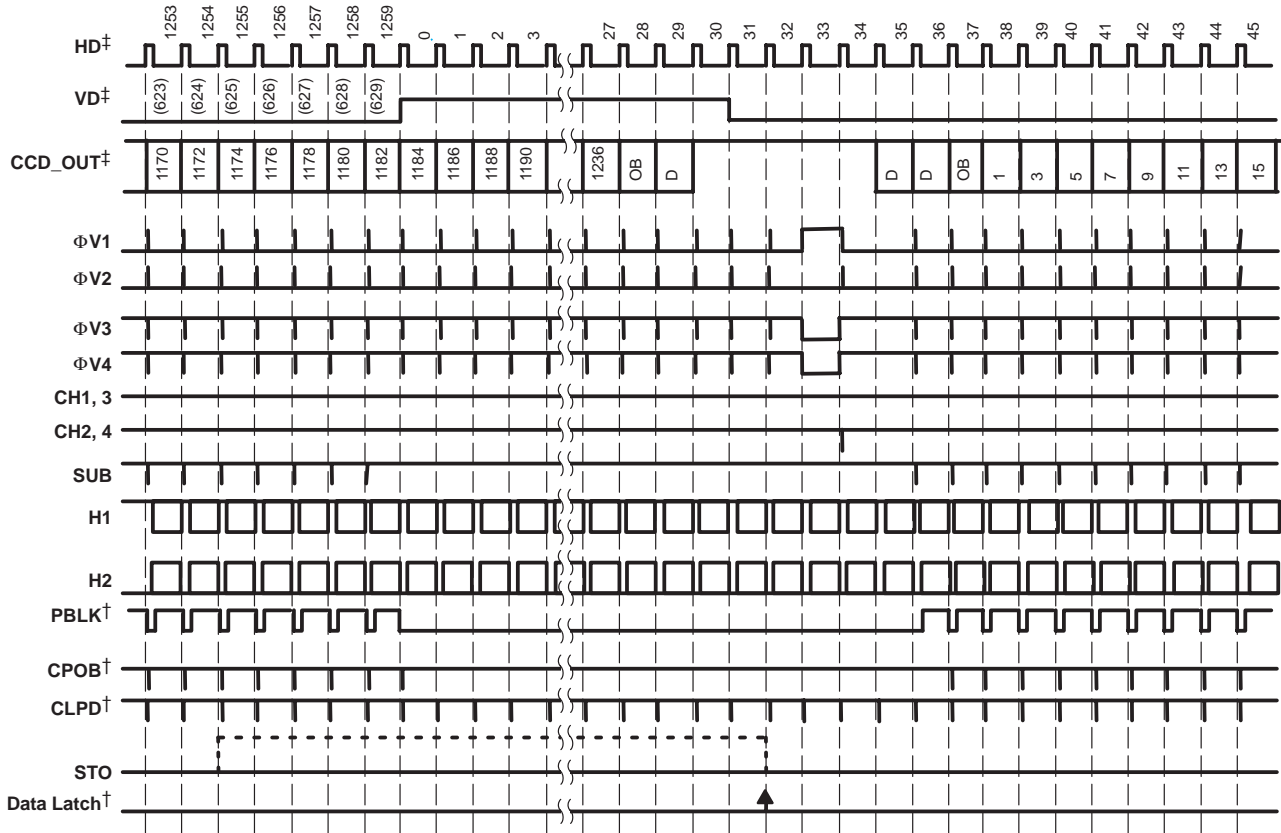 HD‡ 1253 1254 1255 1256 1257 1258 1259 0 1 2 3 27 28 29 30 31 32 33 34 35 36 37 38 39 40 41 42 43 44 45
VD‡ (623) (624) (625) (626) (627) (628) (629)
CCD_OUT‡ 1170 1172 1174 1176 1178 1180 1182 1184 1186 1188 1190 1236 OB D D D OB 1 3 5 7 9 11 13 15
ΦV1
ΦV2
ΦV3
ΦV4
CH1, 3
CH2, 4
SUB
H1
H2
PBLK†
CPOB†
CLPD†
STO
Data Latch†